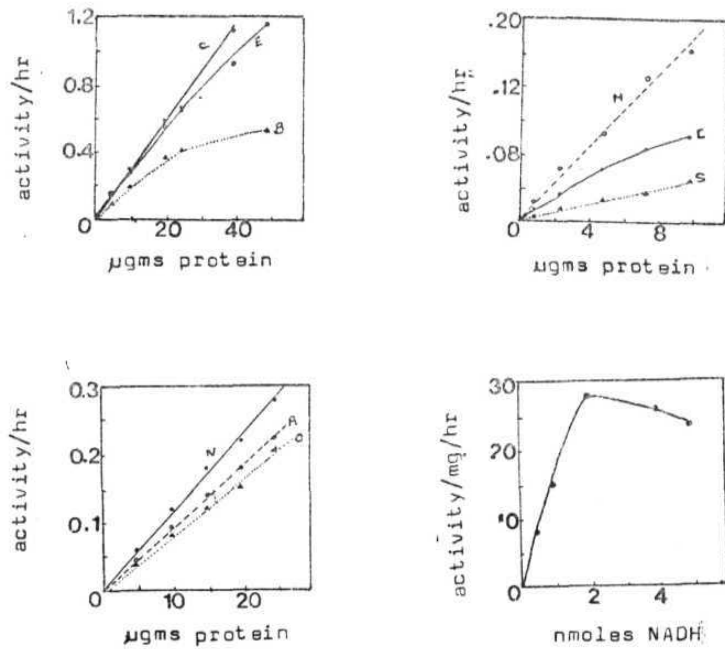 1.2
0.8
0.4
0
activity/hr
C
E
B
20 40
µgms protein
.20
.12
.08
0
activity/hr
N
E
S
4 8
µgms protein
0.3
0.2
0.1
0
activity/hr
N
A
C
10 20
µgms protein
30
20
10
0
activity/mg/hr
0 2 4
nmoles NADH